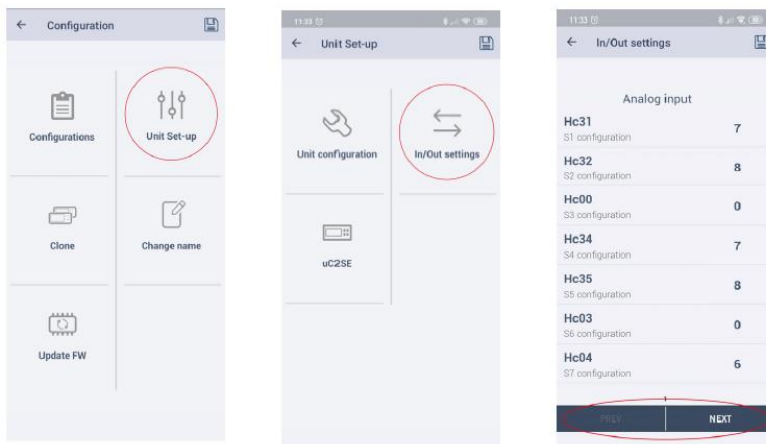 Configuration
Configurations
Unit Set-up
Clone
Change name
Update FW
11:33
Unit Set-up
Unit configuration
In/Out settings
uC2SE
11:33
In/Out settings
Analog input
Hc31
S1 configuration
7
Hc32
S2 configuration
8
Hc00
S3 configuration
0
Hc34
S4 configuration
7
Hc35
S5 configuration
8
Hc03
S6 configuration
0
Hc04
S7 configuration
6
PREV
NEXT